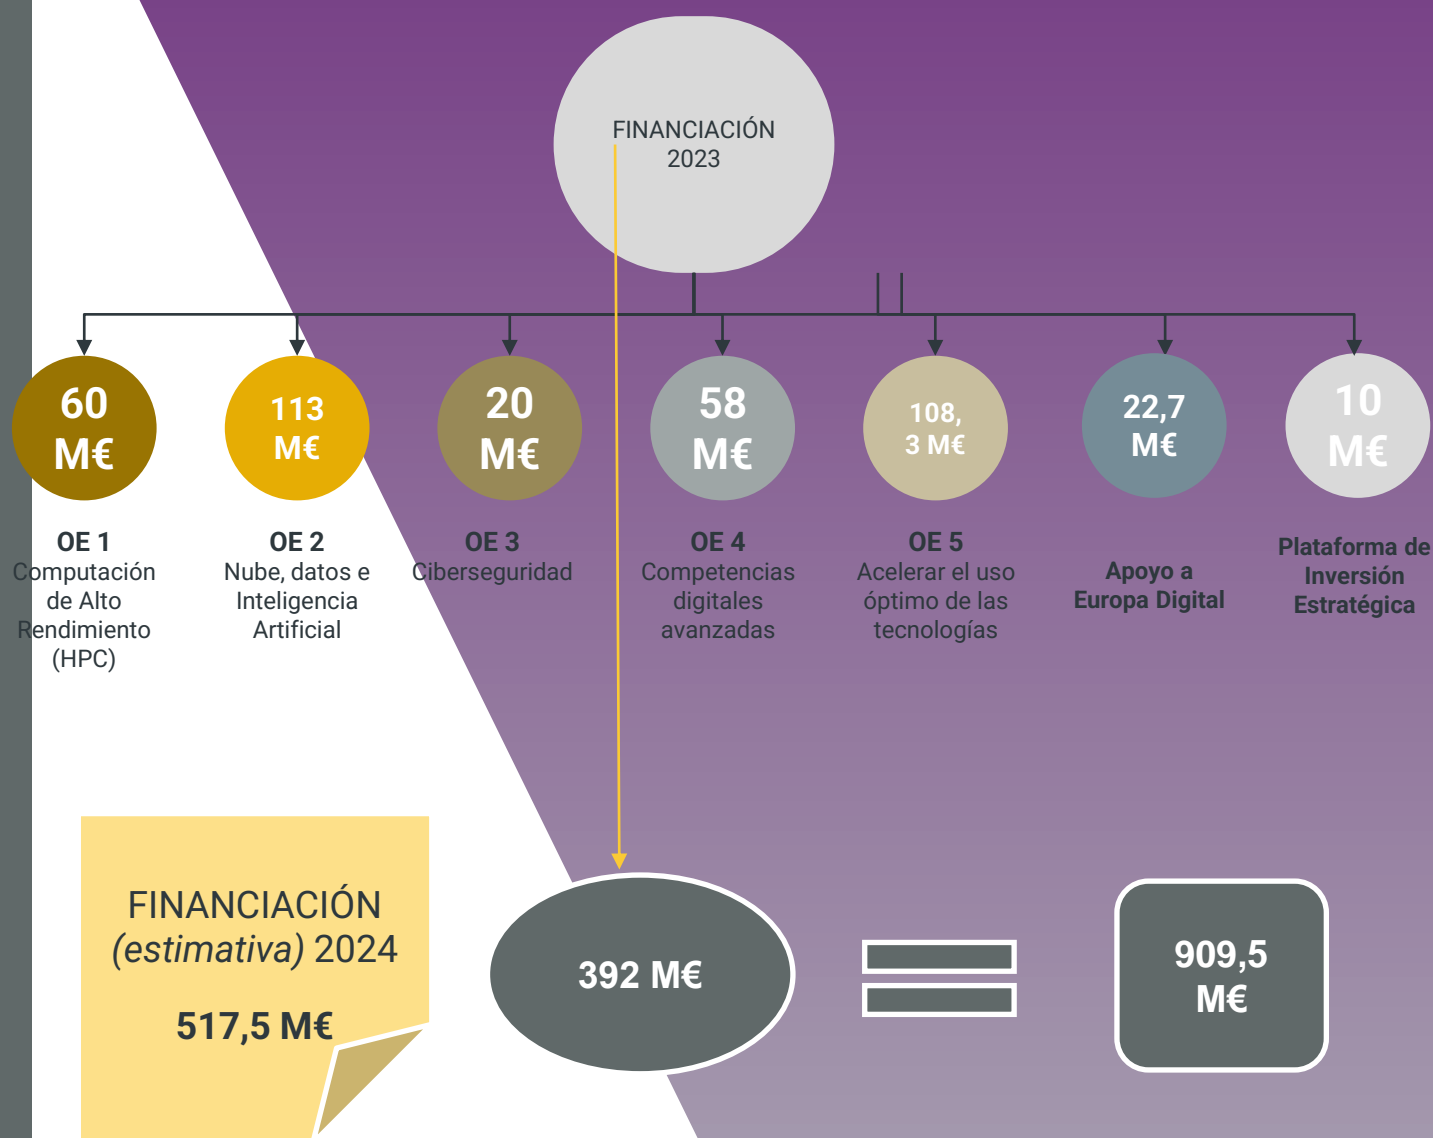 FINANCIACIÓN
2023
60
M€
113
M€
20
M€
58
M€
108,
3 M€
22,7
M€
10
M€
OE 1
Computación
de Alto
Rendimiento
(HPC)
OE 2
Nube, datos e
Inteligencia
Artificial
OE 3
Ciberseguridad
OE 4
Competencias
digitales
avanzadas
OE 5
Acelerar el uso
óptimo de las
tecnologías
Apoyo a
Europa Digital
Plataforma de
Inversión
Estratégica
FINANCIACIÓN
(estimativa) 2024
517,5 M€
392 M€
909,5
M€